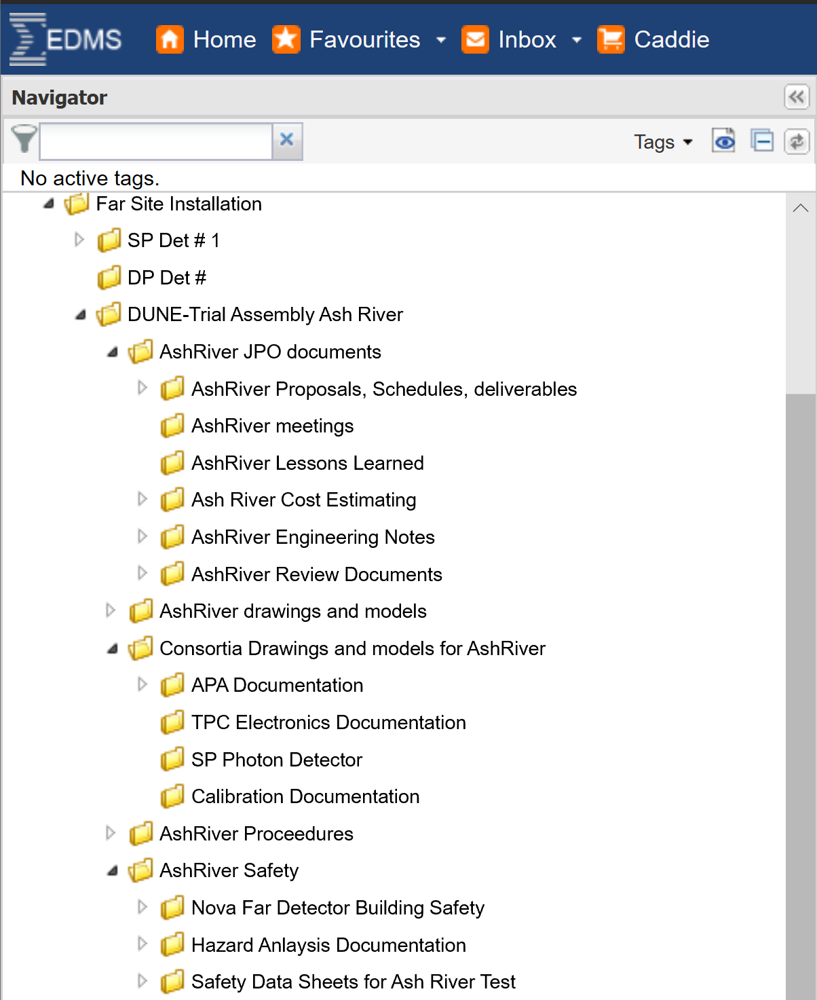 EDMS Home Favourites Inbox Caddie
Navigator
Tags
No active tags.
Far Site Installation
SP Det # 1
DP Det #
DUNE-Trial Assembly Ash River
AshRiver JPO documents
AshRiver Proposals, Schedules, deliverables
AshRiver meetings
AshRiver Lessons Learned
Ash River Cost Estimating
AshRiver Engineering Notes
AshRiver Review Documents
AshRiver drawings and models
Consortia Drawings and models for AshRiver
APA Documentation
TPC Electronics Documentation
SP Photon Detector
Calibration Documentation
AshRiver Proceedures
AshRiver Safety
Nova Far Detector Building Safety
Hazard Anlaysis Documentation
Safety Data Sheets for Ash River Test